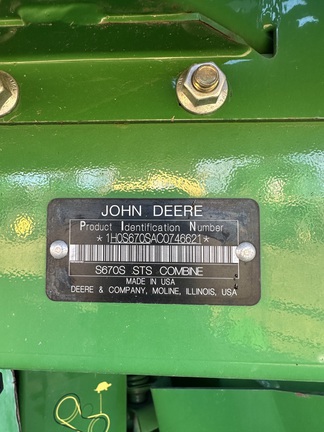 JOHN DEERE
Product Identification Number
*1H0S670SAC0746621*
S670S STS COMBINE
MADE IN USA
DEERE & COMPANY, MOLINE, ILLINOIS, USA